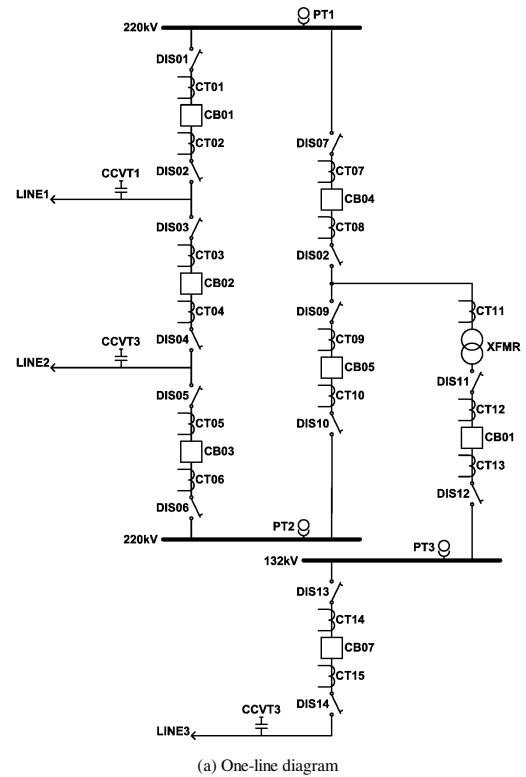 PT1
220kV
DIS01
CT01
CB01
CT02
DIS02
CCVT1
LINE1
DIS03
CT03
CB02
CT04
DIS04
CCVT3
LINE2
DIS05
CT05
CB03
CT06
DIS06
220kV
DIS07
CT07
CB04
CT08
DIS02
DIS09
CT09
CB05
CT10
DIS10
PT2
CT11
XFMR
DIS11
CT12
CB01
CT13
DIS12
PT3
132kV
DIS13
CT14
CB07
CT15
DIS14
CCVT3
LINE3
(a) One-line diagram